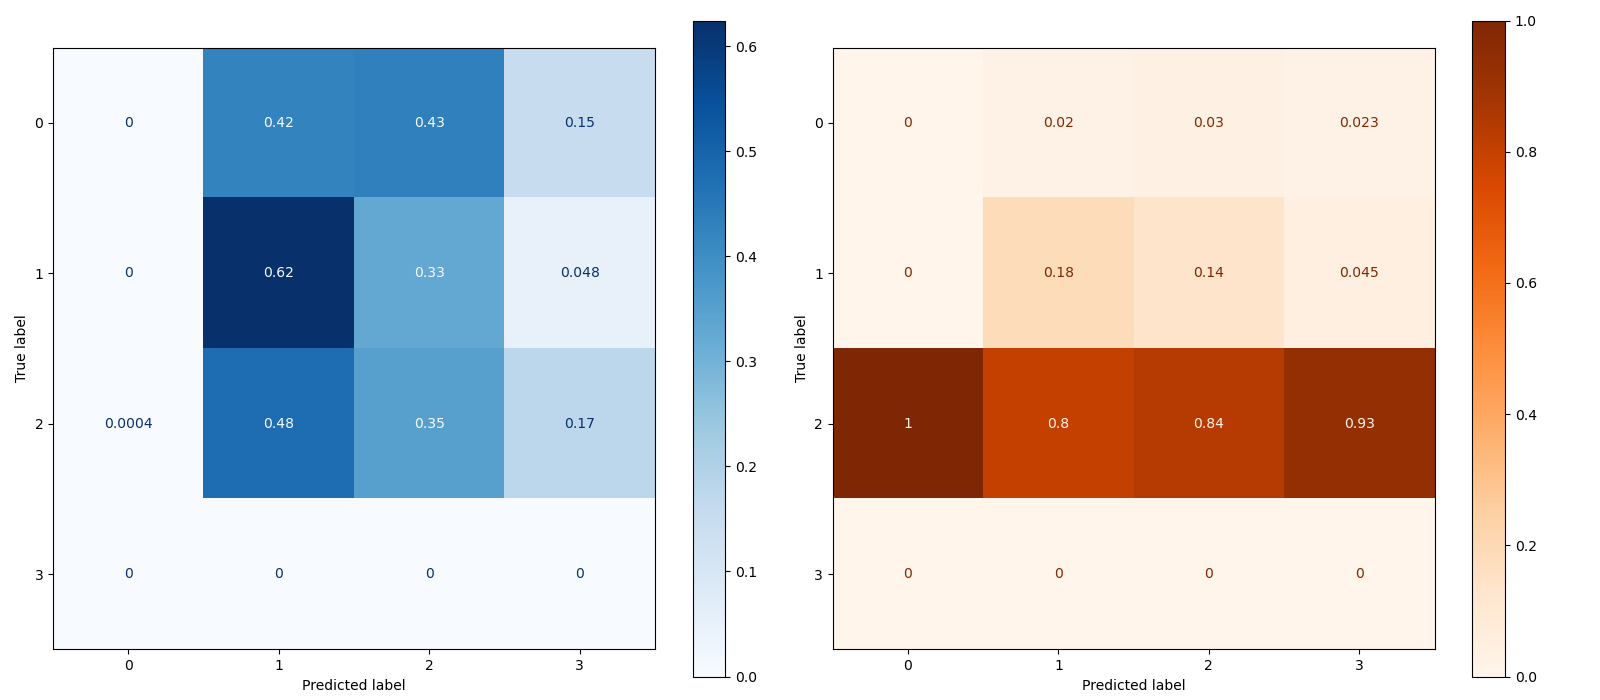 0 0 0.42 0.43 0.15
1 0 0.62 0.33 0.048
2 0.0004 0.48 0.35 0.17
3 0 0 0 0
0 1 2 3
Predicted label
True label
0.6
0.5
0.4
0.3
0.2
0.1
0.0
0 0 0.02 0.03 0.023
1 0 0.18 0.14 0.045
2 1 0.8 0.84 0.93
3 0 0 0 0
0 1 2 3
Predicted label
True label
1.0
0.8
0.6
0.4
0.2
0.0